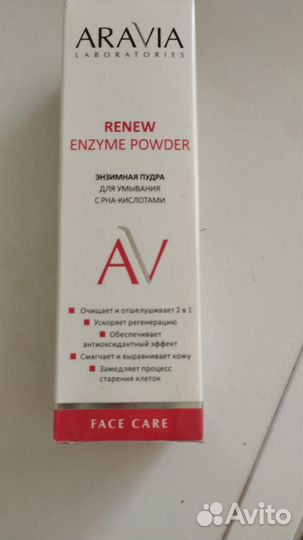 ARAVIA
LABORATORIES
RENEW
ENZYME POWDER
ЭНЗИМНАЯ ПУДРА
ДЛЯ УМЫВАНИЯ
С РНА-КИСЛОТАМИ
AV
Очищает и отшелушивает 2 в 1
Ускоряет регенерацию
Обеспечивает
антиоксидантный эффект
Смягчает и выравнивает кожу
Замедляет процесс
старения клеток
FACE CARE
Avito